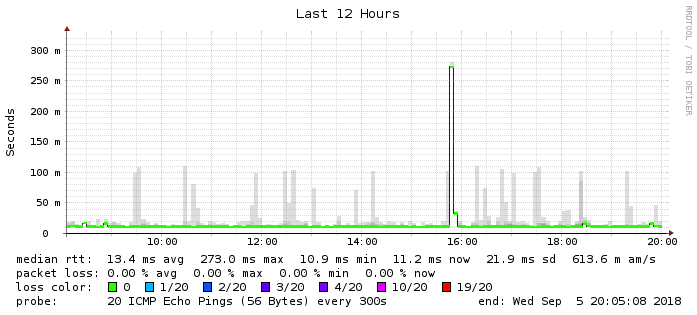 Last 12 Hours
RRDTOOL / TOBI OETIKER
Seconds
300 m
250 m
200 m
150 m
100 m
50 m
0
10:00 12:00 14:00 16:00 18:00 20:00
median rtt: 13.4 ms avg 273.0 ms max 10.9 ms min 11.2 ms now 21.9 ms sd 613.6 m am/s
packet loss: 0.00 % avg 0.00 % max 0.00 % min 0.00 % now
loss color: 0 1/20 2/20 3/20 4/20 10/20 19/20
probe: 20 ICMP Echo Pings (56 Bytes) every 300s end: Wed Sep 5 20:05:08 2018